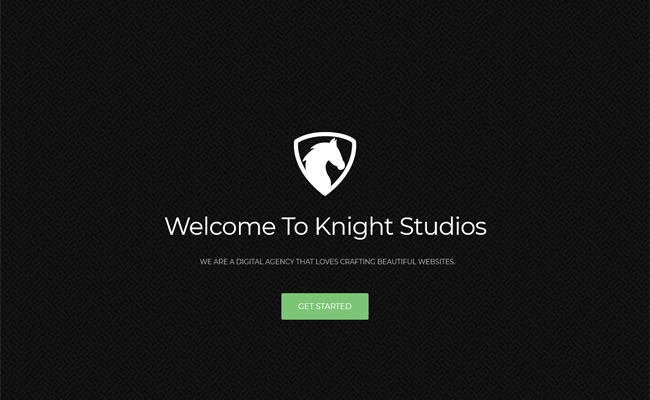 Welcome To Knight Studios
WE ARE A DIGITAL AGENCY THAT LOVES CRAFTING BEAUTIFUL WEBSITES.
GET STARTED